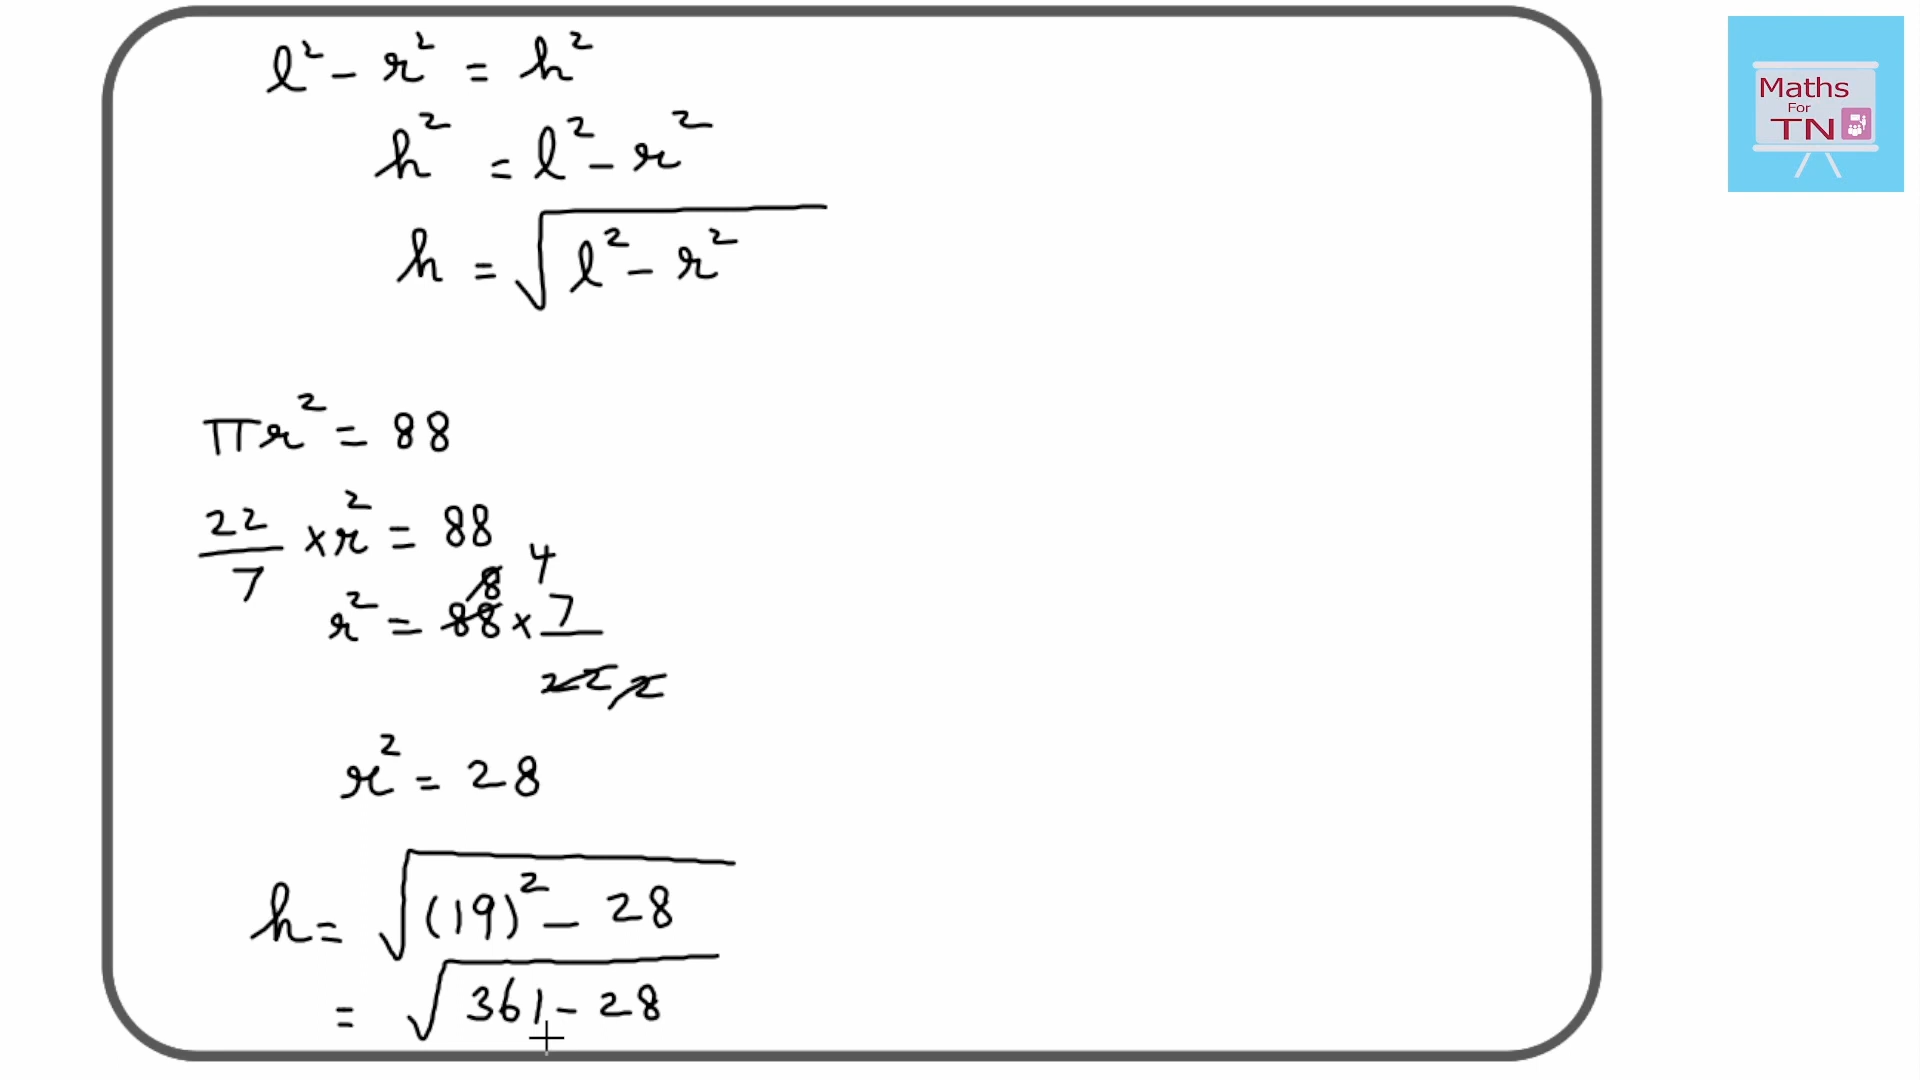 l² - r² = h²
h² = l² - r²
h = √(l² - r²)
πr² = 88
22/7 × r² = 88
8 4
r² = 88 × 7/22 2
r² = 28
h = √((19)² - 28)
= √(361 - 28)
Maths
For
TN